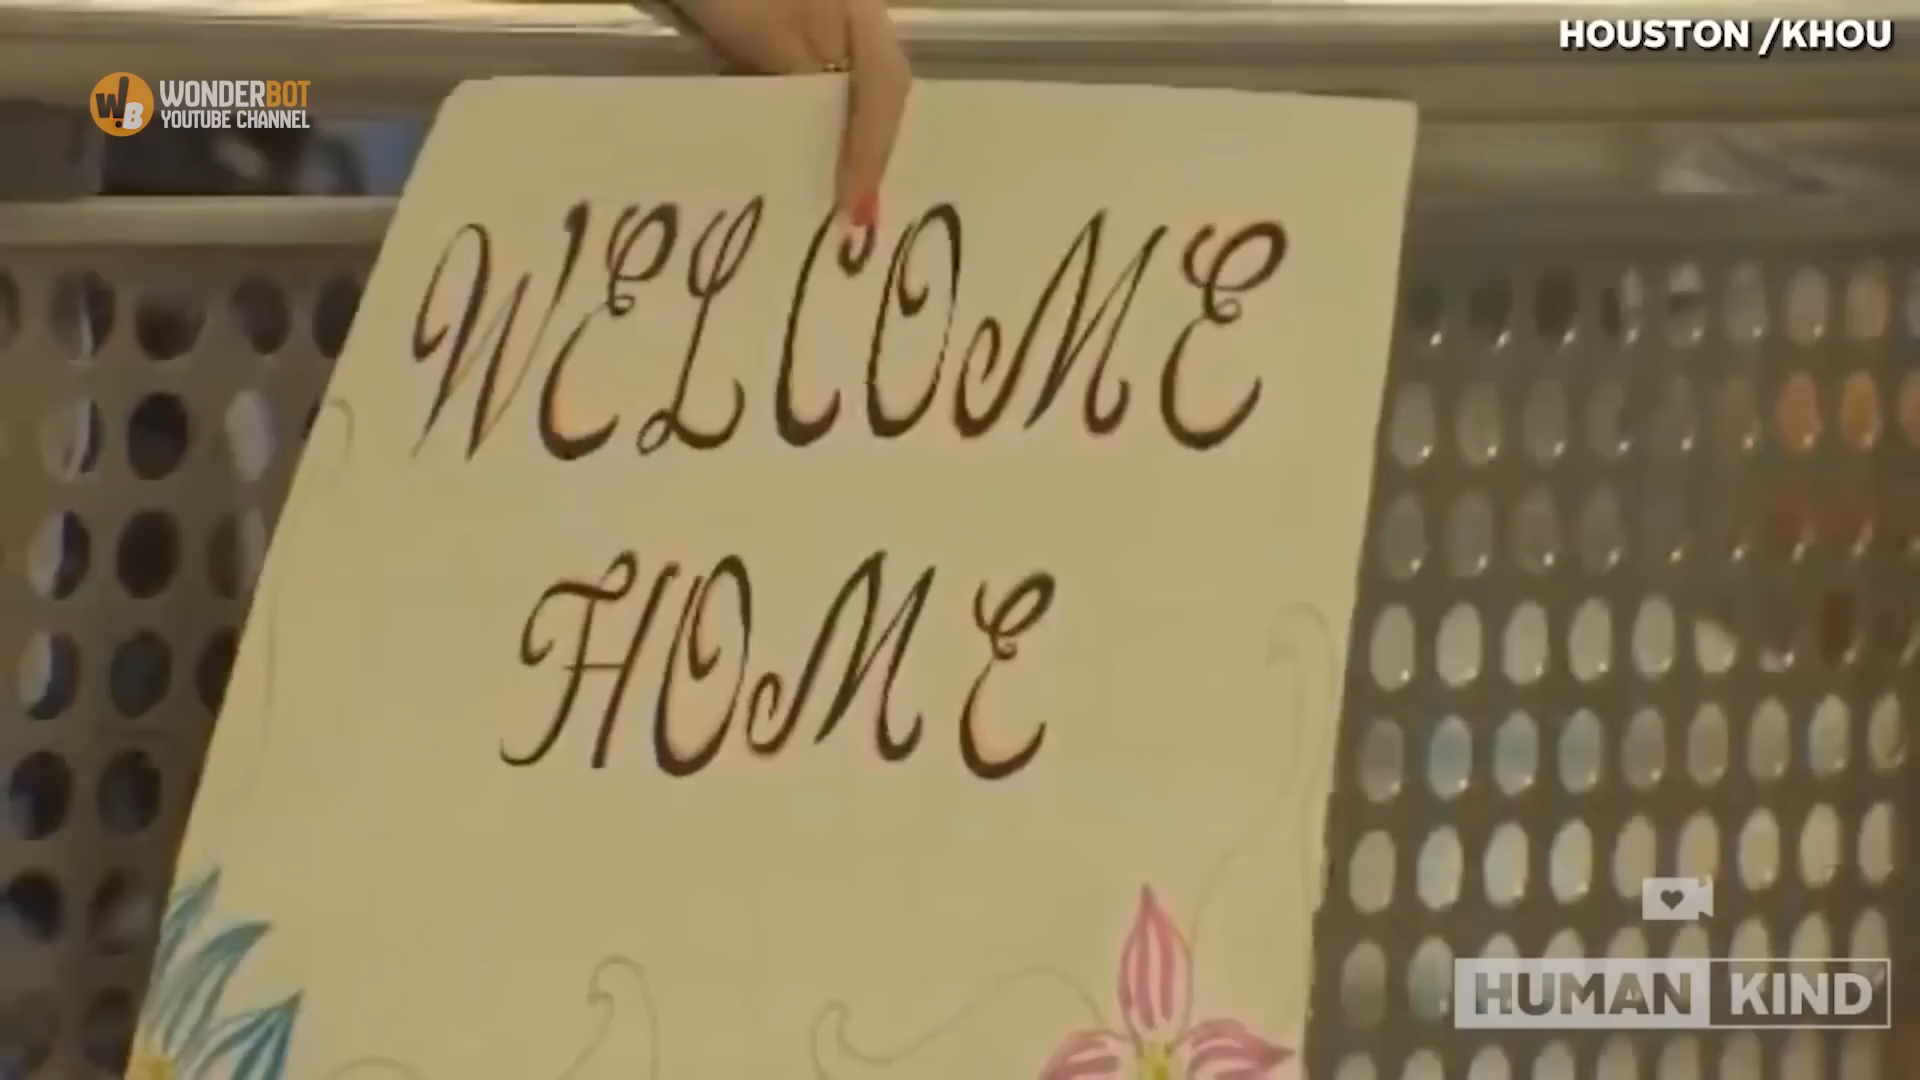 HOUSTON /KHOU
W.B WONDERBOT
YOUTUBE CHANNEL
WELCOME
HOME
HUMAN KIND